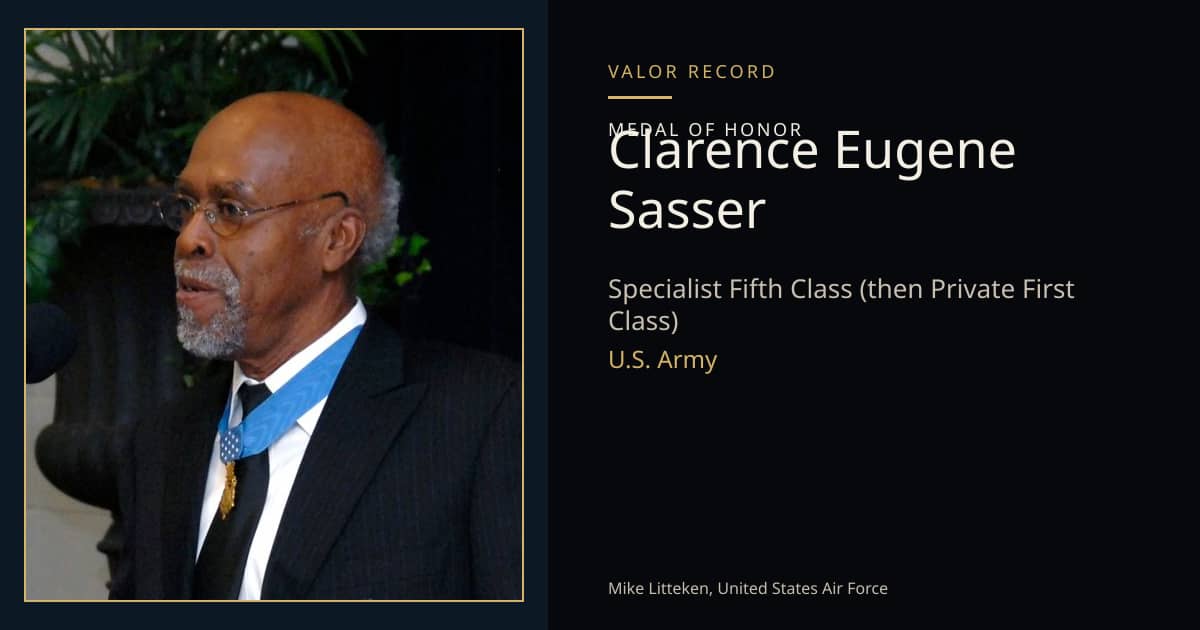 VALOR RECORD
MEDAL OF HONOR
Clarence Eugene
Sasser
Specialist Fifth Class (then Private First
Class)
U.S. Army
Mike Litteken, United States Air Force